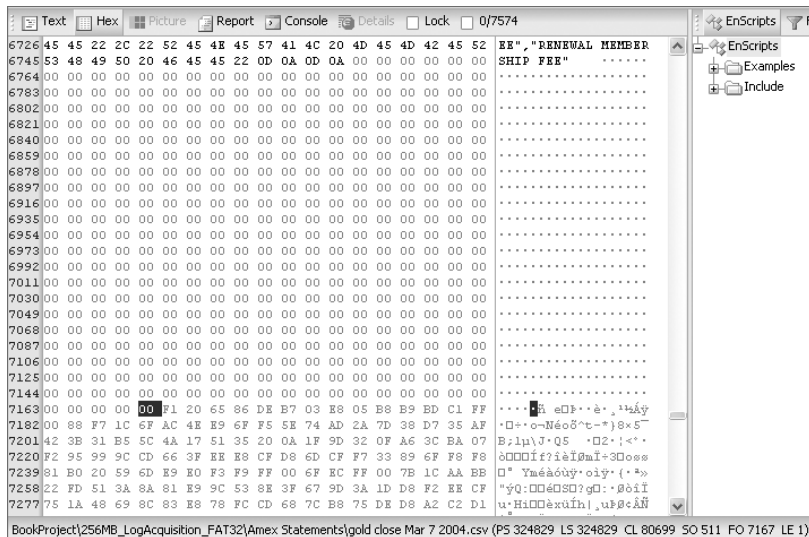 Text Hex Picture Report Console Details Lock 0/7574
EnScripts
EnScripts
Examples
Include
6726 45 45 22 2C 22 52 45 4E 45 57 41 4C 20 4D 45 4D 42 45 52 EE","RENEWAL MEMBER
6745 53 48 49 50 20 46 45 45 22 0D 0A 0D 0A 00 00 00 00 00 00 SHIP FEE" ······
6764 00 00 00 00 00 00 00 00 00 00 00 00 00 00 00 00 00 00 00 ···················
6783 00 00 00 00 00 00 00 00 00 00 00 00 00 00 00 00 00 00 00 ···················
6802 00 00 00 00 00 00 00 00 00 00 00 00 00 00 00 00 00 00 00 ···················
6821 00 00 00 00 00 00 00 00 00 00 00 00 00 00 00 00 00 00 00 ···················
6840 00 00 00 00 00 00 00 00 00 00 00 00 00 00 00 00 00 00 00 ···················
6859 00 00 00 00 00 00 00 00 00 00 00 00 00 00 00 00 00 00 00 ···················
6878 00 00 00 00 00 00 00 00 00 00 00 00 00 00 00 00 00 00 00 ···················
6897 00 00 00 00 00 00 00 00 00 00 00 00 00 00 00 00 00 00 00 ···················
6916 00 00 00 00 00 00 00 00 00 00 00 00 00 00 00 00 00 00 00 ···················
6935 00 00 00 00 00 00 00 00 00 00 00 00 00 00 00 00 00 00 00 ···················
6954 00 00 00 00 00 00 00 00 00 00 00 00 00 00 00 00 00 00 00 ···················
6973 00 00 00 00 00 00 00 00 00 00 00 00 00 00 00 00 00 00 00 ···················
6992 00 00 00 00 00 00 00 00 00 00 00 00 00 00 00 00 00 00 00 ···················
7011 00 00 00 00 00 00 00 00 00 00 00 00 00 00 00 00 00 00 00 ···················
7030 00 00 00 00 00 00 00 00 00 00 00 00 00 00 00 00 00 00 00 ···················
7049 00 00 00 00 00 00 00 00 00 00 00 00 00 00 00 00 00 00 00 ···················
7068 00 00 00 00 00 00 00 00 00 00 00 00 00 00 00 00 00 00 00 ···················
7087 00 00 00 00 00 00 00 00 00 00 00 00 00 00 00 00 00 00 00 ···················
7106 00 00 00 00 00 00 00 00 00 00 00 00 00 00 00 00 00 00 00 ···················
7125 00 00 00 00 00 00 00 00 00 00 00 00 00 00 00 00 00 00 00 ···················
7144 00 00 00 00 00 00 00 00 00 00 00 00 00 00 00 00 00 00 00 ···················
7163 00 00 00 00 00 F1 20 65 86 DE B7 03 E8 05 B8 B9 BD C1 FF
7182 00 88 F7 1C 6F AC 4E E9 6F F5 5E 74 AD 2A 7D 38 D7 35 AF
7201 42 3B 31 B5 5C 4A 17 51 35 20 0A 1F 9D 32 0F A6 3C BA 07
7220 F2 95 99 9C CD 66 3F EE E8 CF D8 6D CF F7 33 89 6F F8 F8
7239 81 B0 20 59 6D E9 E0 F3 F9 FF 00 6F EC FF 00 7B 1C AA BB
7258 22 FD 51 3A 8A 81 E9 9C 53 8E 3F 67 9D 3A 1D D8 F2 EE CF
7277 75 1A 48 69 9C 83 E8 78 FC CD 68 7C B8 75 DE D8 A2 C2 D1
BookProject\256MB_LogAcquisition_FAT32\Amex Statements\gold close Mar 7 2004.csv (PS 324829 LS 324829 CL 80699 SO 511 FO 7167 LE 1)